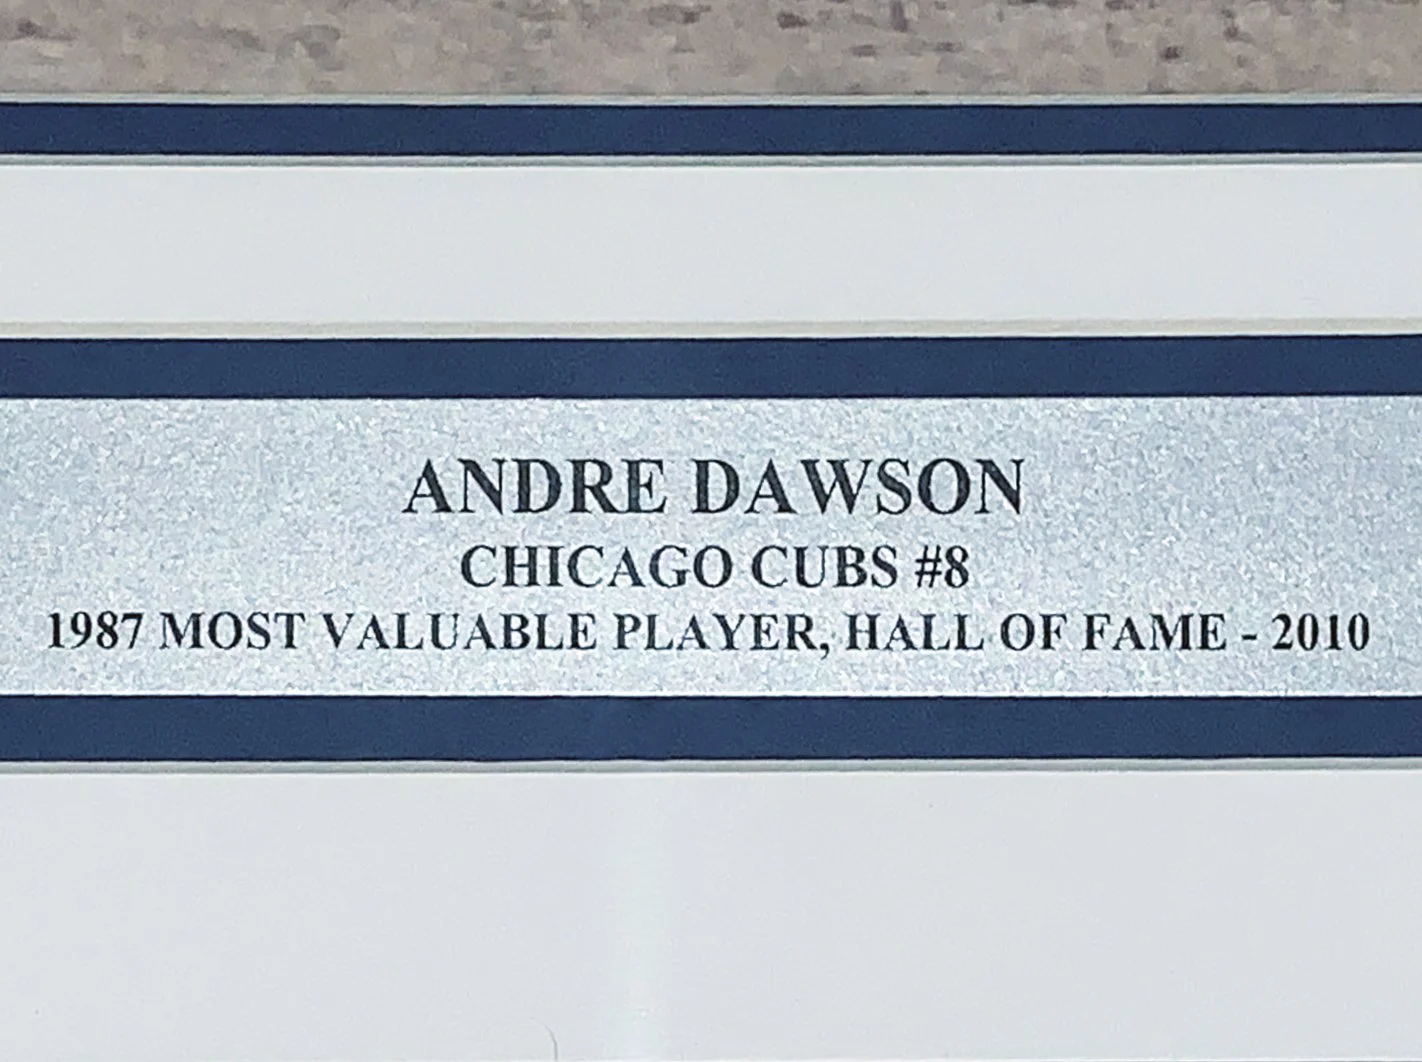 ANDRE DAWSON
CHICAGO CUBS #8
1987 MOST VALUABLE PLAYER, HALL OF FAME - 2010